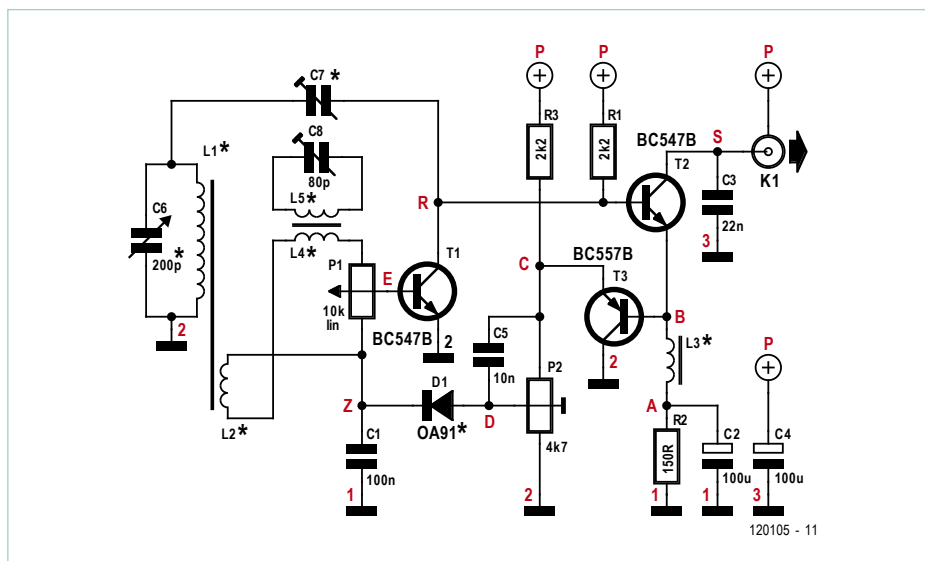 P
P
P
C7 *
R3
R1
BC547B
S
C8
2k2
2k2
T2
L1*
80p
K1
C3
L5*
R
22n
C6
3
*
L4*
T1
BC557B
200p
P1
E
C
T3
10k
lin
B
2
BC547B
2
C5
2
L3*
P
10n
P2
D1
A
Z
R2
C2
C4
L2*
OA91*
D
C1
4k7
150R
100n
100u
100u
1
2
1
1
3
120105 - 11